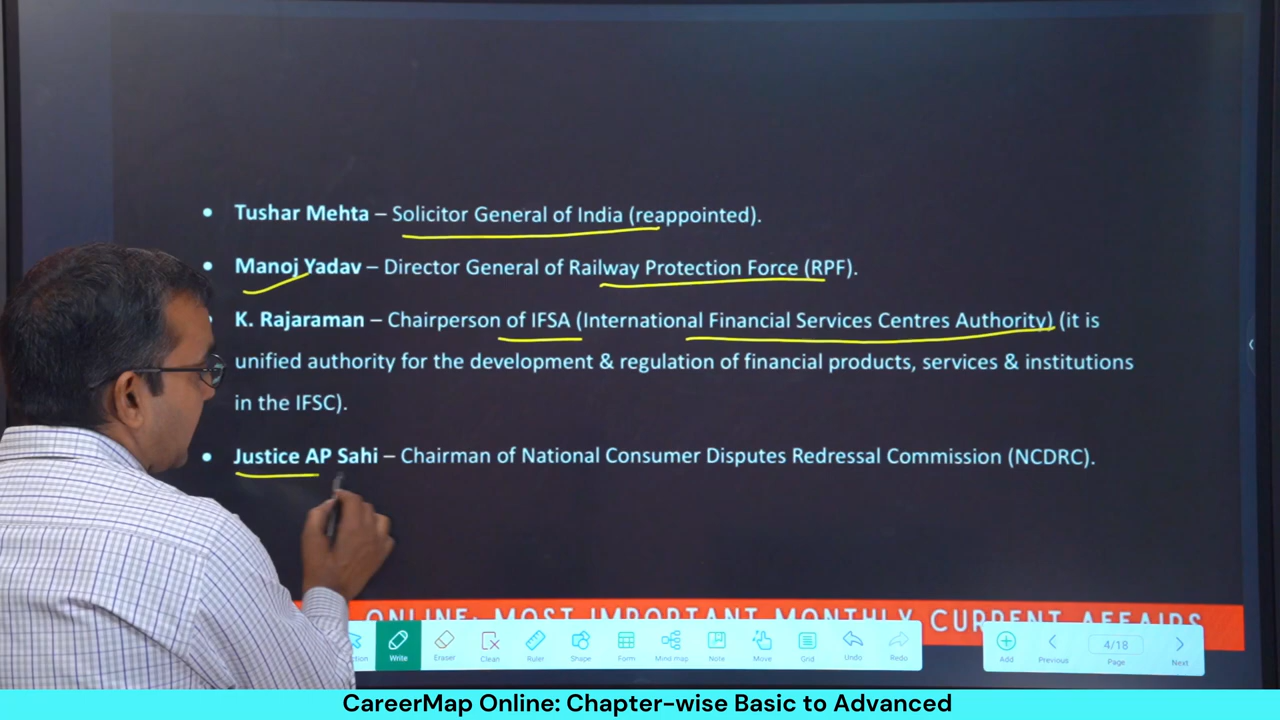 Tushar Mehta – Solicitor General of India (reappointed).
Manoj Yadav – Director General of Railway Protection Force (RPF).
K. Rajaraman – Chairperson of IFSA (International Financial Services Centres Authority) (it is
unified authority for the development & regulation of financial products, services & institutions
in the IFSC).
Justice AP Sahi – Chairman of National Consumer Disputes Redressal Commission (NCDRC).
ONLINE: MOST IMPORTANT MONTHLY CURRENT AFFAIRS
Write Eraser Clean Ruler Shape Form Mind map Note Move Grid Undo Redo
Add Previous 4/18 Page Next
CareerMap Online: Chapter-wise Basic to Advanced